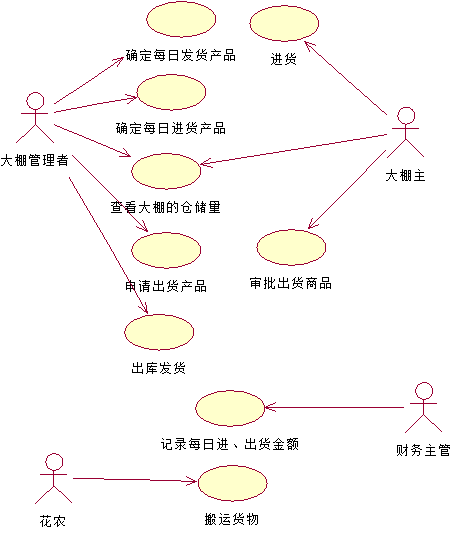 确定每日发货产品
进货
确定每日进货产品
大棚管理者
大棚主
查看大棚的仓储量
申请出货产品
审批出货商品
出库发货
记录每日进、出货金额
财务主管
花农
搬运货物